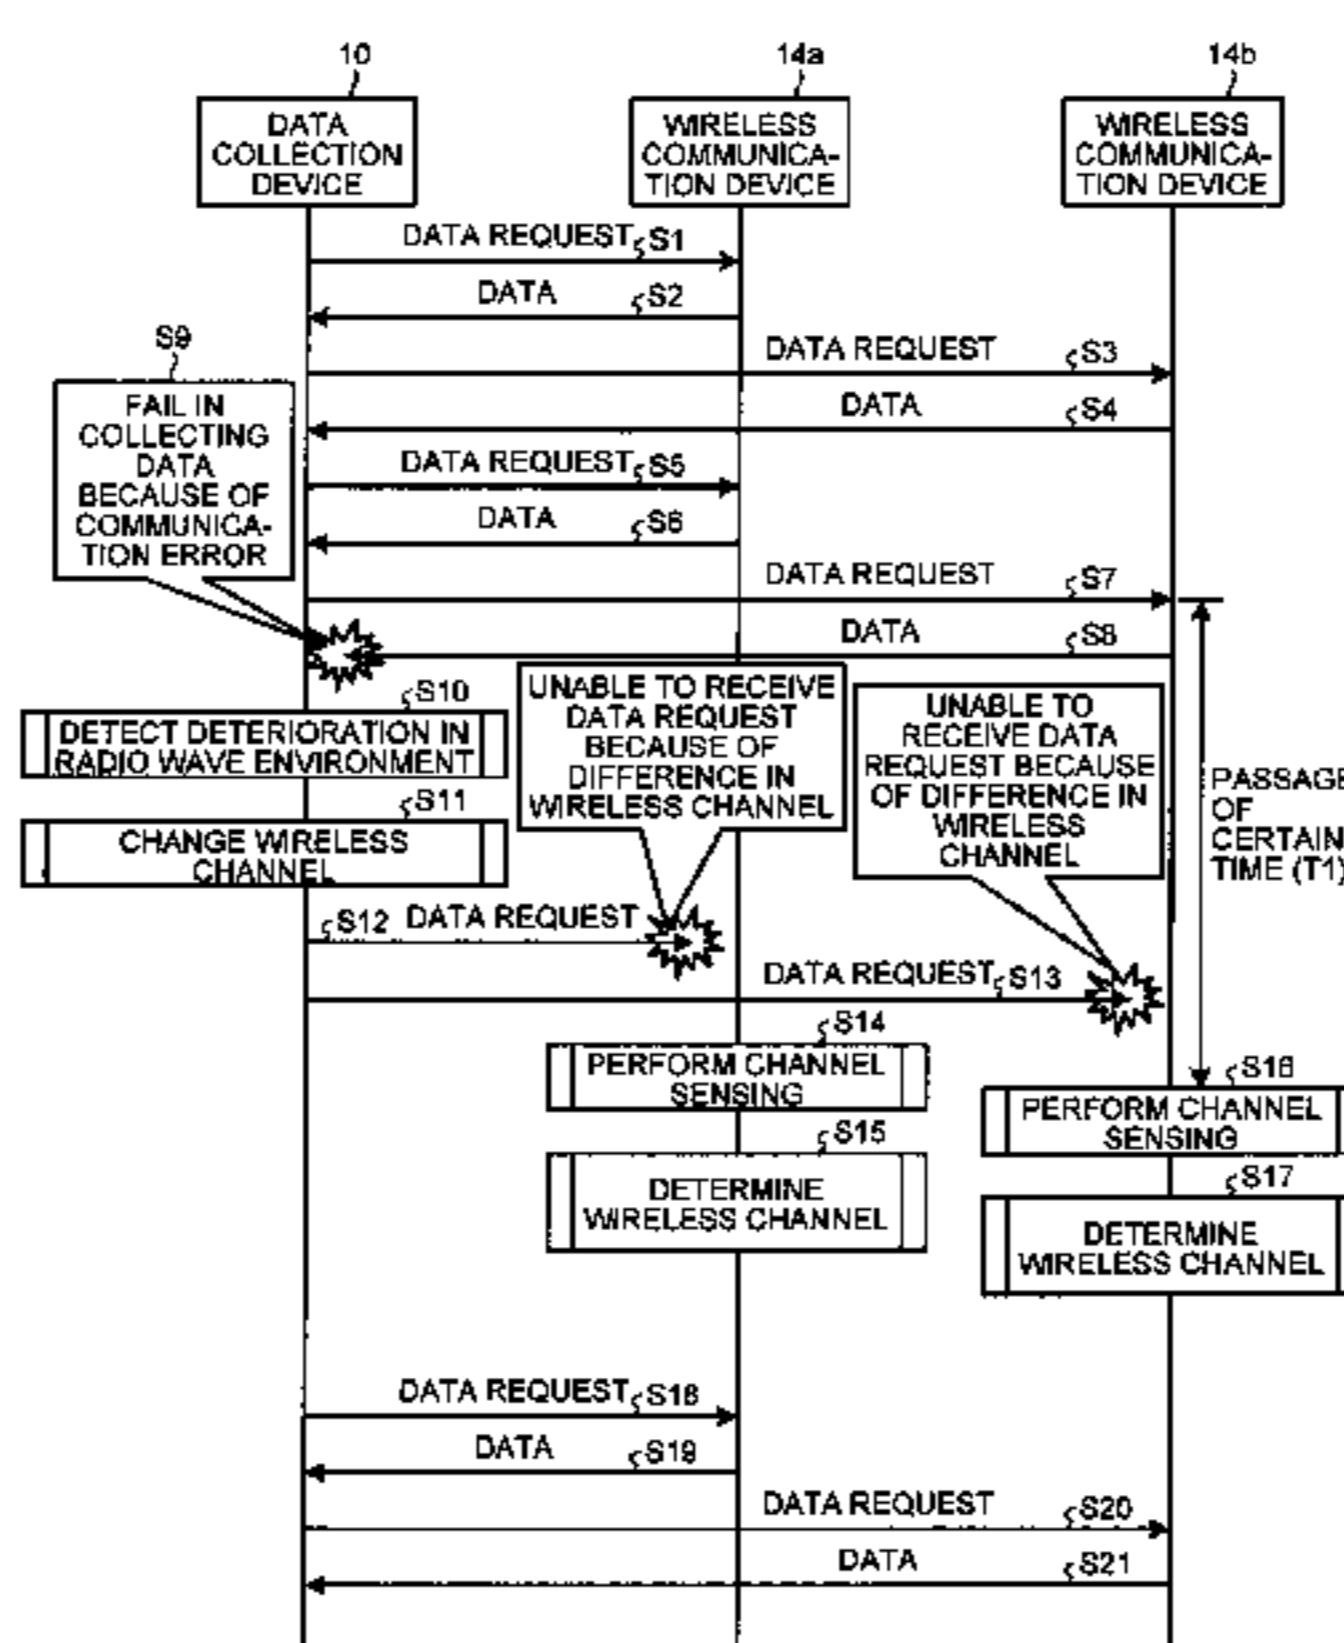 10
14a
14b
DATA
COLLECTION
DEVICE
WIRELESS
COMMUNICA-
TION DEVICE
WIRELESS
COMMUNICA-
TION DEVICE
DATA REQUEST S1
DATA S2
S9
DATA REQUEST S3
FAIL IN
COLLECTING
DATA
BECAUSE OF
COMMUNICA-
TION ERROR
DATA S4
DATA REQUEST S5
DATA S6
DATA REQUEST S7
DATA S8
S10
DETECT DETERIORATION IN
RADIO WAVE ENVIRONMENT
UNABLE TO RECEIVE
DATA REQUEST
BECAUSE OF
DIFFERENCE IN
WIRELESS CHANNEL
UNABLE TO
RECEIVE DATA
REQUEST BECAUSE
OF DIFFERENCE IN
WIRELESS
CHANNEL
PASSAGE
OF
CERTAIN
TIME (T1)
S11
CHANGE WIRELESS
CHANNEL
S12 DATA REQUEST
DATA REQUEST S13
S14
PERFORM CHANNEL
SENSING
S16
PERFORM CHANNEL
SENSING
S15
DETERMINE
WIRELESS CHANNEL
S17
DETERMINE
WIRELESS CHANNEL
DATA REQUEST S18
DATA S19
DATA REQUEST S20
DATA S21